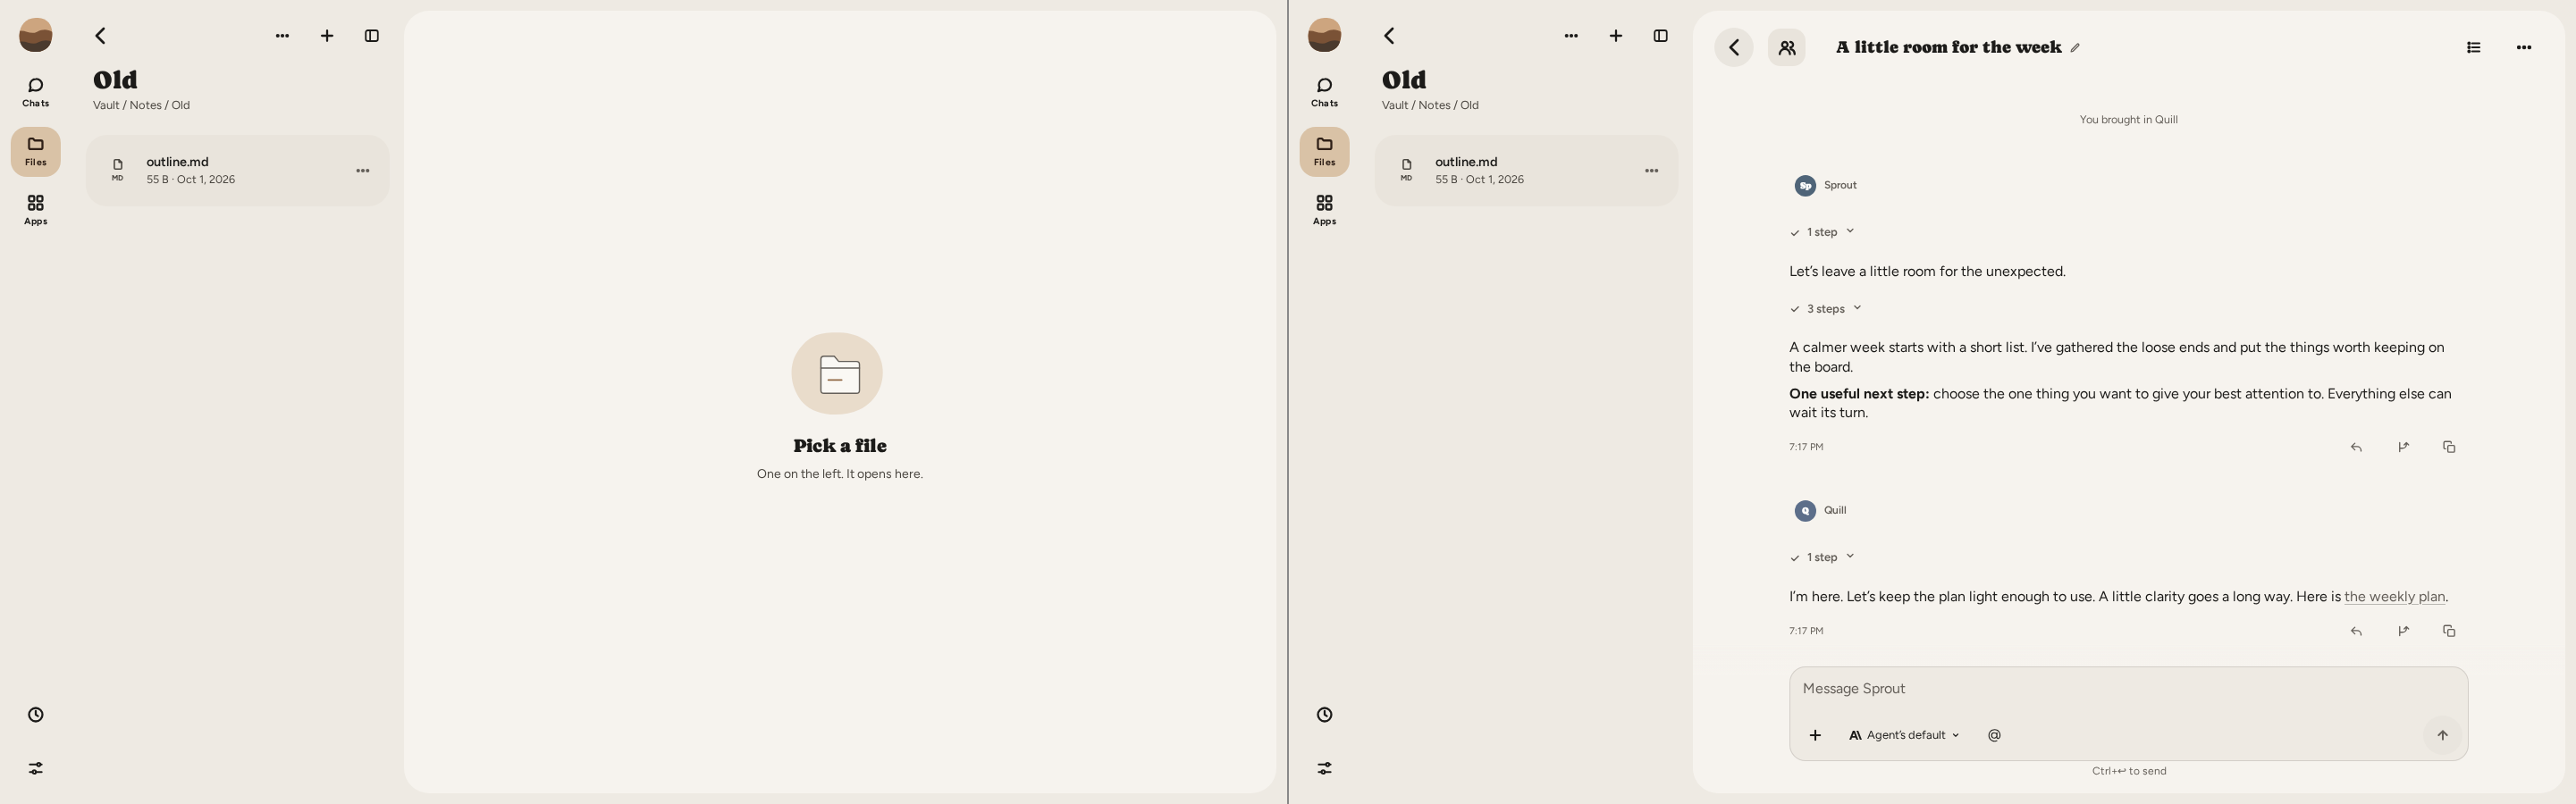 Chats
Files
Apps
Old
Vault / Notes / Old
MD
outline.md
55 B · Oct 1, 2026
Pick a file
One on the left. It opens here.
Chats
Files
Apps
Old
Vault / Notes / Old
MD
outline.md
55 B · Oct 1, 2026
A little room for the week
You brought in Quill
Sp
Sprout
1 step
Let’s leave a little room for the unexpected.
3 steps
A calmer week starts with a short list. I’ve gathered the loose ends and put the things worth keeping on
the board.
One useful next step: choose the one thing you want to give your best attention to. Everything else can
wait its turn.
7:17 PM
Q
Quill
1 step
I’m here. Let’s keep the plan light enough to use. A little clarity goes a long way. Here is the weekly plan.
7:17 PM
Message Sprout
A\ Agent’s default @
Ctrl+↩ to send